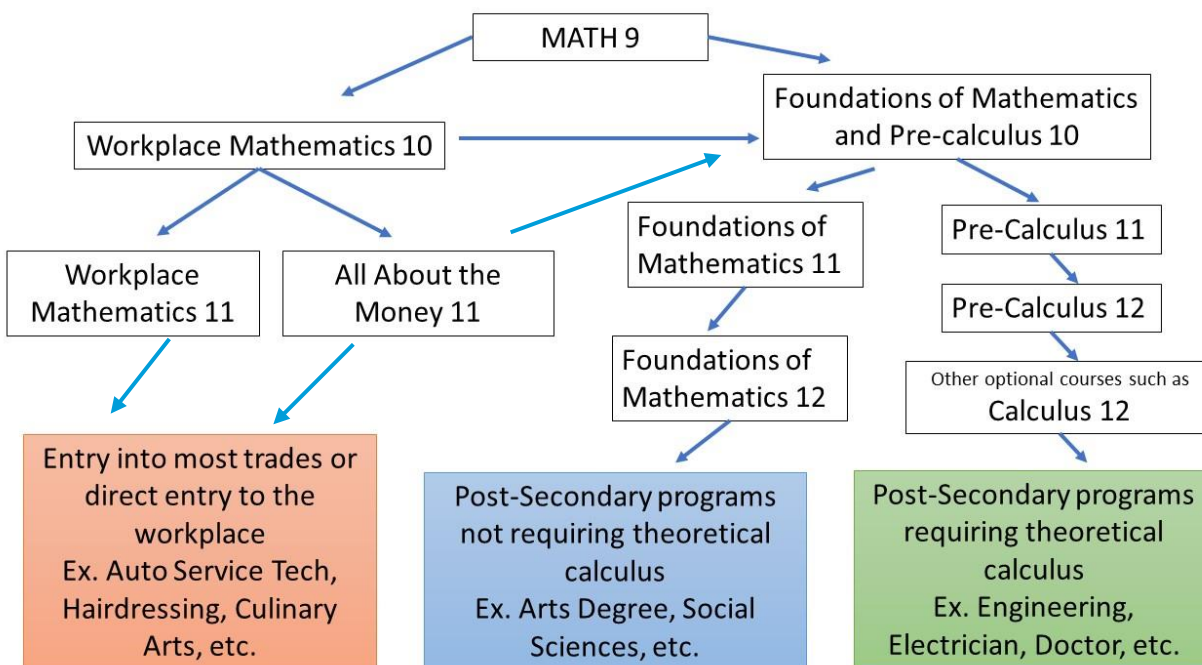 MATH 9
Foundations of Mathematics
and Pre-calculus 10
Workplace Mathematics 10
Foundations of
Mathematics 11
Pre-Calculus 11
Workplace
Mathematics 11
All About the
Money 11
Pre-Calculus 12
Foundations of
Mathematics 12
Other optional courses such as
Calculus 12
Entry into most trades or
direct entry to the
workplace
Ex. Auto Service Tech,
Hairdressing, Culinary
Arts, etc.
Post-Secondary programs
not requiring theoretical
calculus
Ex. Arts Degree, Social
Sciences, etc.
Post-Secondary programs
requiring theoretical
calculus
Ex. Engineering,
Electrician, Doctor, etc.